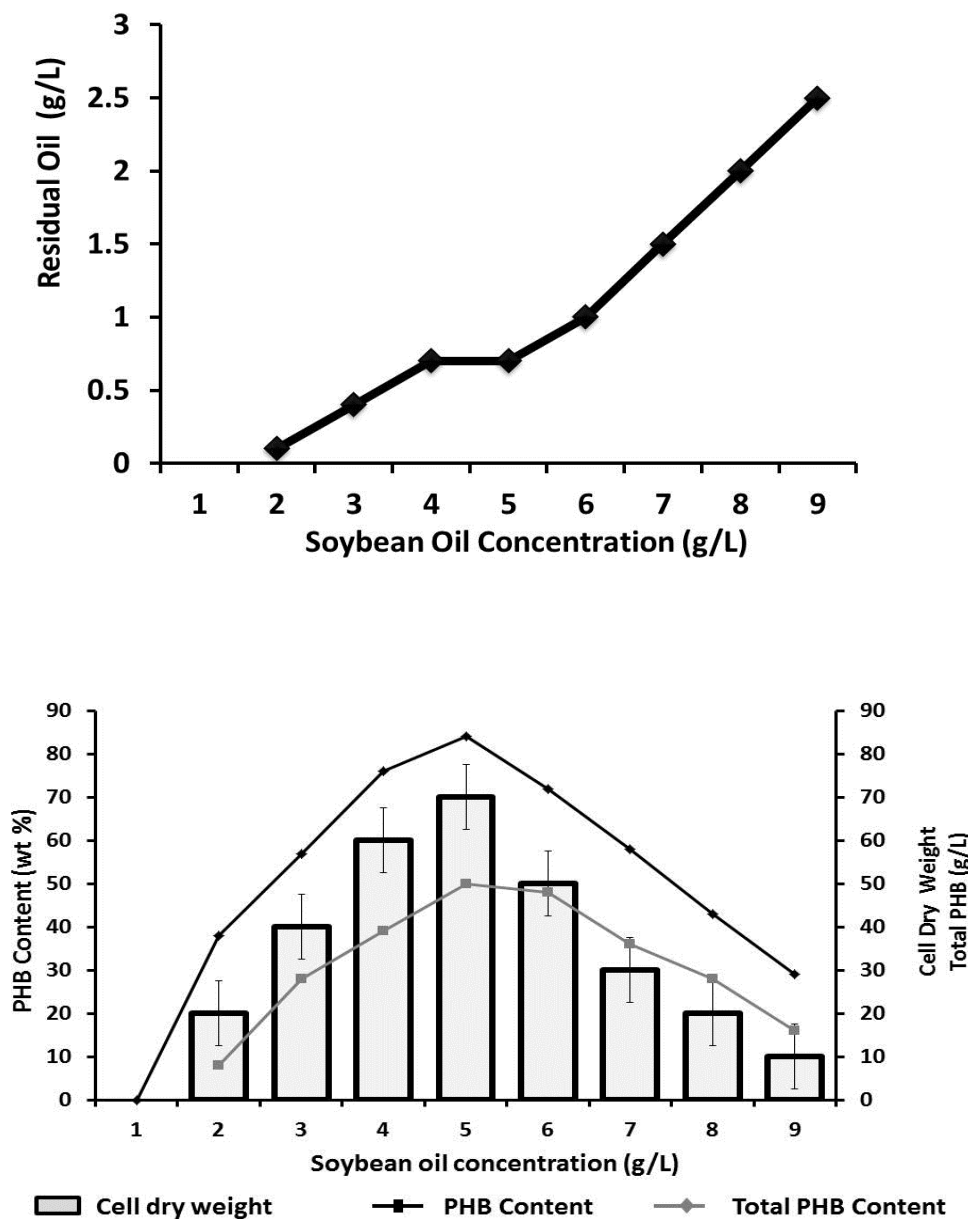 3
2.5
2
1.5
1
0.5
0
Residual Oil (g/L)
1 2 3 4 5 6 7 8 9
Soybean Oil Concentration (g/L)
90 90
80 80
70 70
60 60
50 50
40 40
30 30
20 20
10 10
0 0
PHB Content (wt %)
Cell Dry Weight
Total PHB (g/L)
1 2 3 4 5 6 7 8 9
Soybean oil concentration (g/L)
Cell dry weight PHB Content Total PHB Content